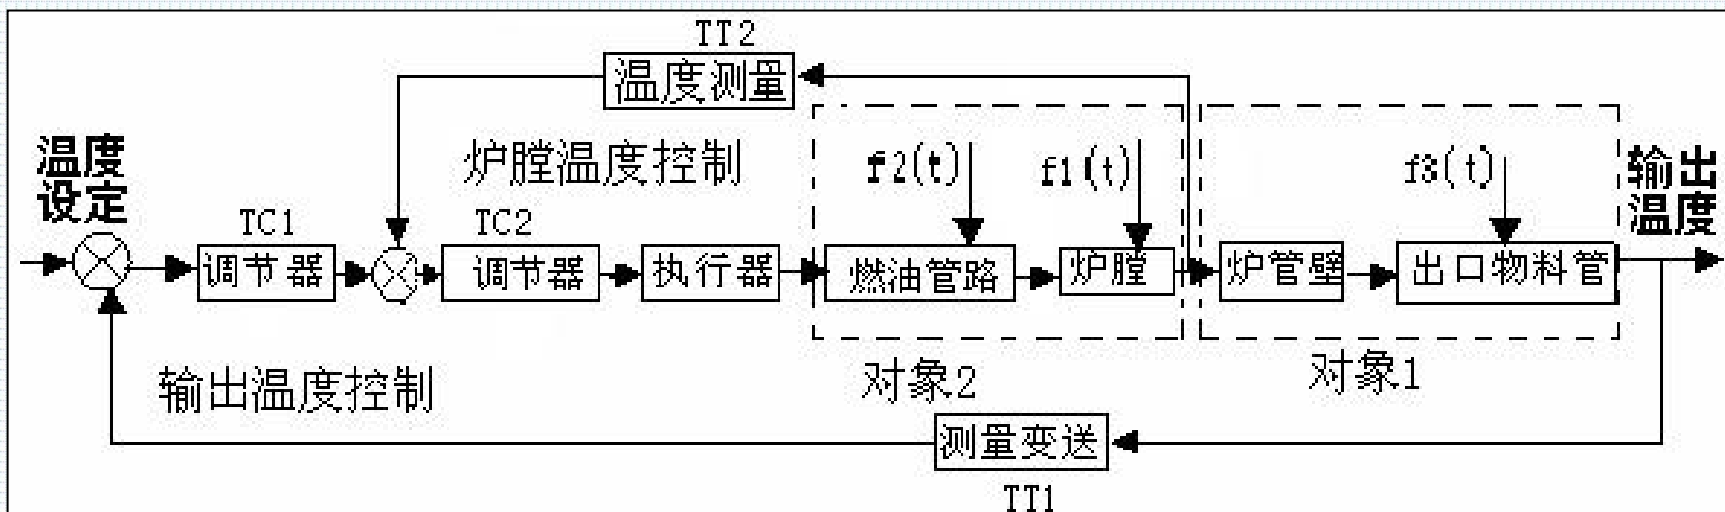 TT2
温度测量
炉膛温度控制
f2(t)
f1(t)
f3(t)
温度
设定
输出
温度
TC1
TC2
调节器
调节器
执行器
燃油管路
炉膛
炉管壁
出口物料管
输出温度控制
对象2
对象1
测量变送
TT1